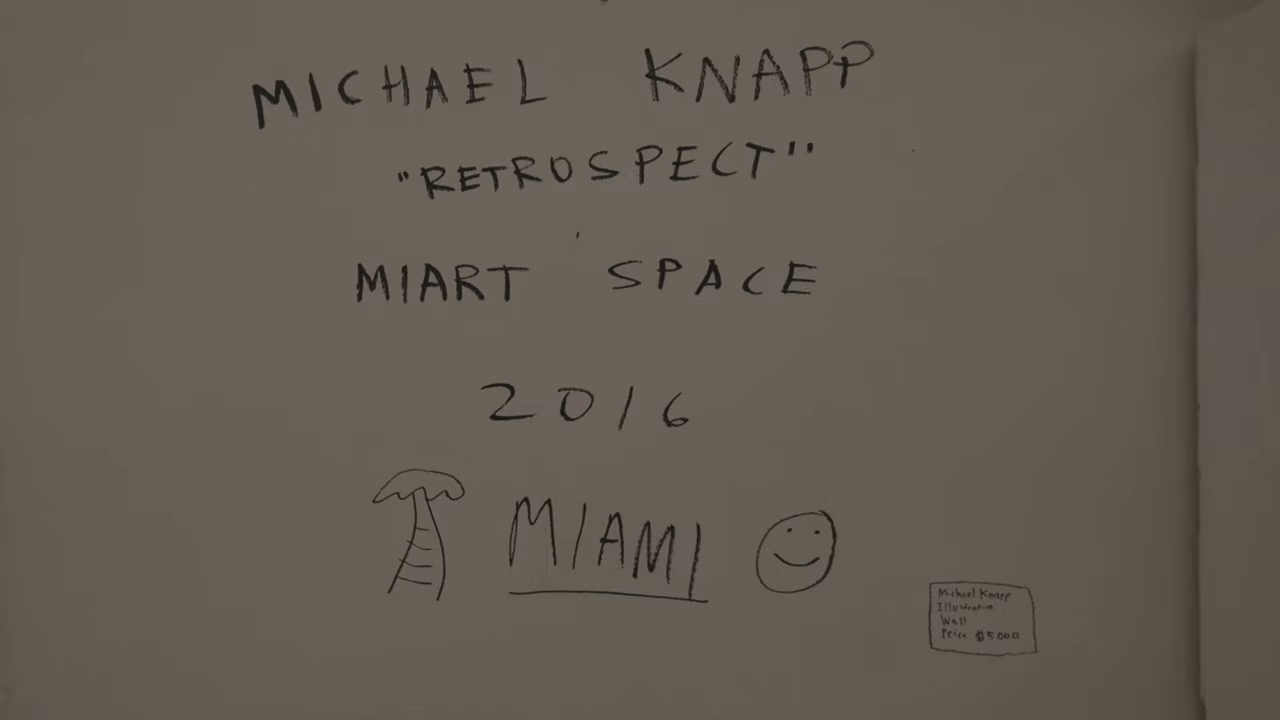 MICHAEL KNAPP
"RETROSPECT"
MIART SPACE
2016
MIAMI
Michael Knapp
Illustrative
Wall
Price $5000